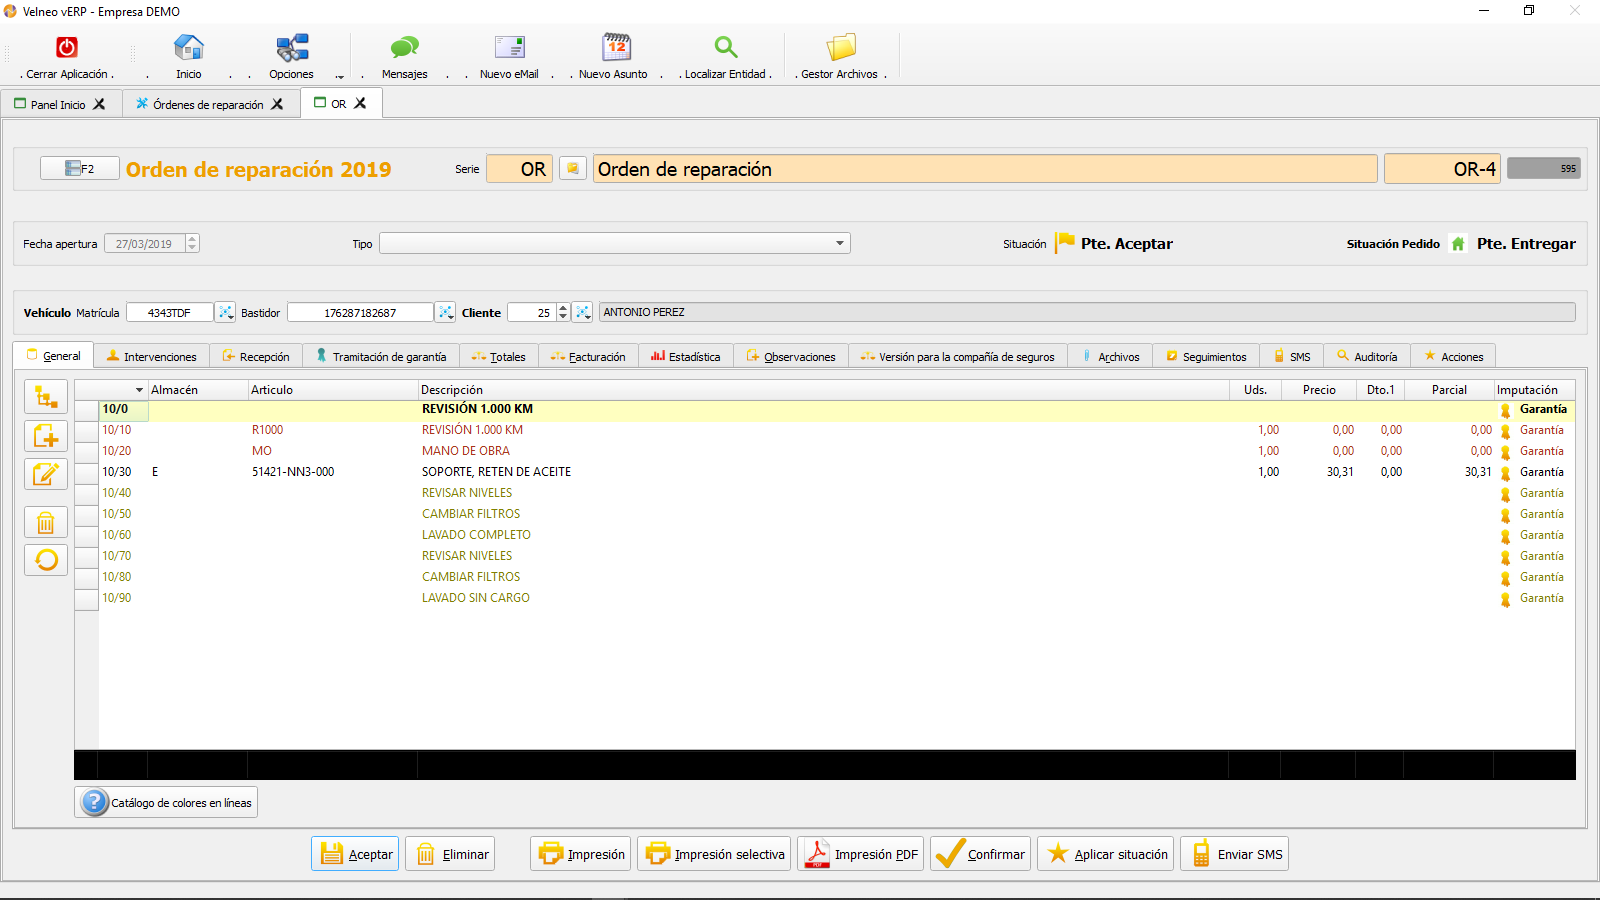 Velneo vERP - Empresa DEMO
. Cerrar Aplicación . . Inicio . . Opciones . Mensajes . . Nuevo eMail . . Nuevo Asunto . . Localizar Entidad . . Gestor Archivos .
12
Panel Inicio Órdenes de reparación OR
F2 Orden de reparación 2019 Serie OR Orden de reparación OR-4 595
Fecha apertura 27/03/2019 Tipo Situación Pte. Aceptar Situación Pedido Pte. Entregar
Vehículo Matrícula 4343TDF Bastidor 176287182687 Cliente 25 ANTONIO PEREZ
General Intervenciones Recepción Tramitación de garantía Totales Facturación Estadística Observaciones Versión para la compañía de seguros Archivos Seguimientos SMS Auditoría Acciones
Almacén Articulo Descripción Uds. Precio Dto.1 Parcial Imputación
10/0 REVISIÓN 1.000 KM Garantía
10/10 R1000 REVISIÓN 1.000 KM 1,00 0,00 0,00 0,00 Garantía
10/20 MO MANO DE OBRA 1,00 0,00 0,00 0,00 Garantía
10/30 E 51421-NN3-000 SOPORTE, RETEN DE ACEITE 1,00 30,31 0,00 30,31 Garantía
10/40 REVISAR NIVELES Garantía
10/50 CAMBIAR FILTROS Garantía
10/60 LAVADO COMPLETO Garantía
10/70 REVISAR NIVELES Garantía
10/80 CAMBIAR FILTROS Garantía
10/90 LAVADO SIN CARGO Garantía
Catálogo de colores en líneas
Aceptar Eliminar Impresión Impresión selectiva Impresión PDF Confirmar Aplicar situación Enviar SMS